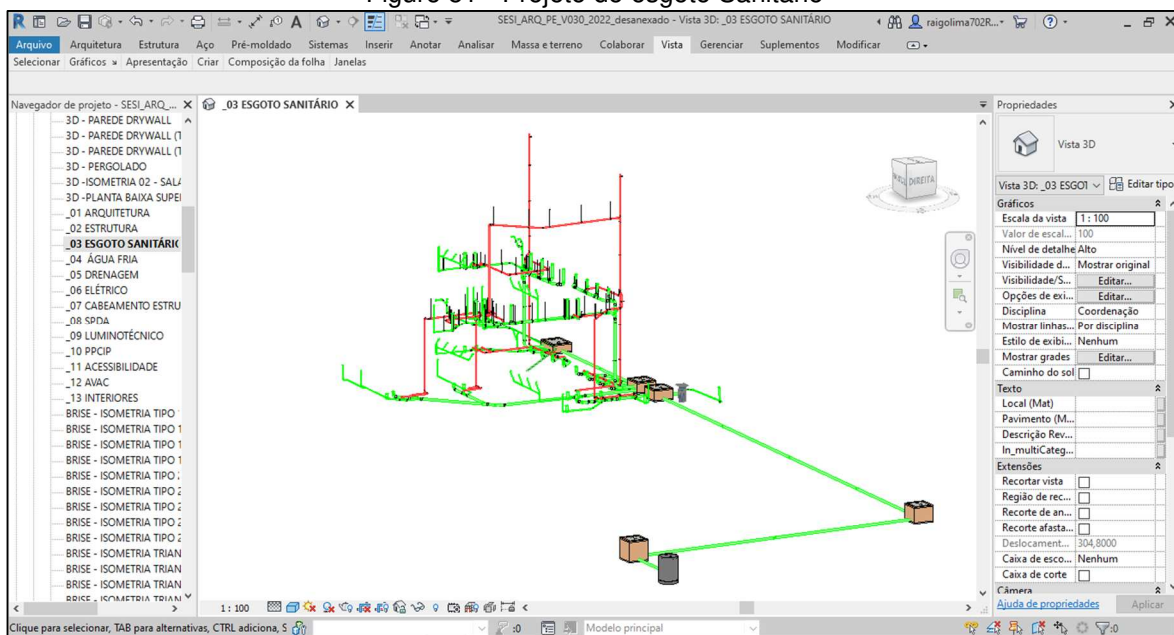 Figura 31 - Projeto de esgoto Sanitário
SESI_ARQ_PE_V030_2022_desanexado - Vista 3D: _03 ESGOTO SANITÁRIO
raigolima702R...
Arquivo Arquitetura Estrutura Aço Pré-moldado Sistemas Inserir Anotar Analisar Massa e terreno Colaborar Vista Gerenciar Suplementos Modificar
Selecionar Gráficos Apresentação Criar Composição da folha Janelas
Navegador de projeto - SESI_ARQ_...
3D - PAREDE DRYWALL
3D - PAREDE DRYWALL (1
3D - PAREDE DRYWALL (1
3D - PERGOLADO
3D -ISOMETRIA 02 - SALA
3D -PLANTA BAIXA SUPE
_01 ARQUITETURA
_02 ESTRUTURA
_03 ESGOTO SANITÁRIO
_04 ÁGUA FRIA
_05 DRENAGEM
_06 ELÉTRICO
_07 CABEAMENTO ESTRU
_08 SPDA
_09 LUMINOTÉCNICO
_10 PPCIP
_11 ACESSIBILIDADE
_12 AVAC
_13 INTERIORES
BRISE - ISOMETRIA TIPO
BRISE - ISOMETRIA TIPO 1
BRISE - ISOMETRIA TIPO 1
BRISE - ISOMETRIA TIPO 1
BRISE - ISOMETRIA TIPO
BRISE - ISOMETRIA TIPO 2
BRISE - ISOMETRIA TIPO 2
BRISE - ISOMETRIA TIPO 2
BRISE - ISOMETRIA TIPO 2
BRISE - ISOMETRIA TRIAN
BRISE - ISOMETRIA TRIAN
BRISE - ISOMETRIA TRIAN
BRISE - ISOMETRIA TRIAN
_03 ESGOTO SANITÁRIO
DIREITA
Propriedades
Vista 3D
Vista 3D: _03 ESGOT Editar tipo
Gráficos
Escala da vista 1 : 100
Valor de escal... 100
Nível de detalhe Alto
Visibilidade d... Mostrar original
Visibilidade/S... Editar...
Opções de exi... Editar...
Disciplina Coordenação
Mostrar linhas... Por disciplina
Estilo de exibi... Nenhum
Mostrar grades Editar...
Caminho do sol
Texto
Local (Mat)
Pavimento (M...
Descrição Rev...
In_multiCateg...
Extensões
Recortar vista
Região de rec...
Recorte de an...
Recorte afasta...
Deslocament... 304,8000
Caixa de esco... Nenhum
Caixa de corte
Câmera
Ajuda de propriedades Aplicar
1 : 100
Clique para selecionar, TAB para alternativas, CTRL adiciona, S
:0 Modelo principal :0